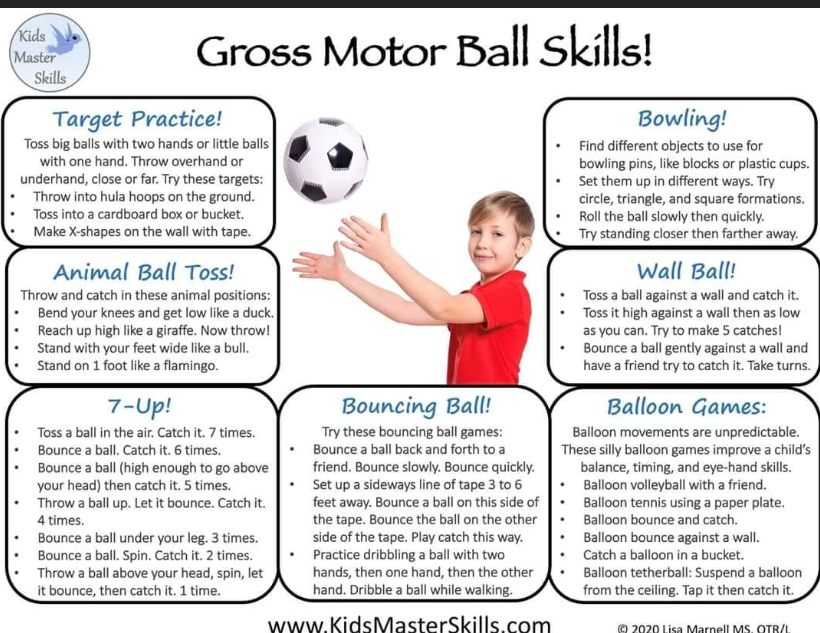 Kids
Master
Skills
Gross Motor Ball Skills!
Target Practice!
Toss big balls with two hands or little balls
with one hand. Throw overhand or
underhand, close or far. Try these targets:
• Throw into hula hoops on the ground.
• Toss into a cardboard box or bucket.
• Make X-shapes on the wall with tape.
Animal Ball Toss!
Throw and catch in these animal positions:
• Bend your knees and get low like a duck.
• Reach up high like a giraffe. Now throw!
• Stand with your feet wide like a bull.
• Stand on 1 foot like a flamingo.
7-Up!
• Toss a ball in the air. Catch it. 7 times.
• Bounce a ball. Catch it. 6 times.
• Bounce a ball (high enough to go above
your head) then catch it. 5 times.
• Throw a ball up. Let it bounce. Catch it.
4 times.
• Bounce a ball under your leg. 3 times.
• Bounce a ball. Spin. Catch it. 2 times.
• Throw a ball above your head, spin, let
it bounce, then catch it. 1 time.
Bouncing Ball!
Try these bouncing ball games:
• Bounce a ball back and forth to a
friend. Bounce slowly. Bounce quickly.
• Set up a sideways line of tape 3 to 6
feet away. Bounce a ball on this side of
the tape. Bounce the ball on the other
side of the tape. Play catch this way.
• Practice dribbling a ball with two
hands, then one hand, then the other
hand. Dribble a ball while walking.
Bowling!
• Find different objects to use for
bowling pins, like blocks or plastic cups.
• Set them up in different ways. Try
circle, triangle, and square formations.
• Roll the ball slowly then quickly.
• Try standing closer then farther away.
Wall Ball!
• Toss a ball against a wall and catch it.
• Toss it high against a wall then as low
as you can. Try to make 5 catches!
• Bounce a ball gently against a wall and
have a friend try to catch it. Take turns.
Balloon Games:
Balloon movements are unpredictable.
These silly balloon games improve a child's
balance, timing, and eye-hand skills.
• Balloon volleyball with a friend.
• Balloon tennis using a paper plate.
• Balloon bounce and catch.
• Balloon bounce against a wall.
• Catch a balloon in a bucket.
• Balloon tetherball: Suspend a balloon
from the ceiling. Tap it then catch it.
www.KidsMasterSkills.com
© 2020 Lisa Marnell MS, OTR/L